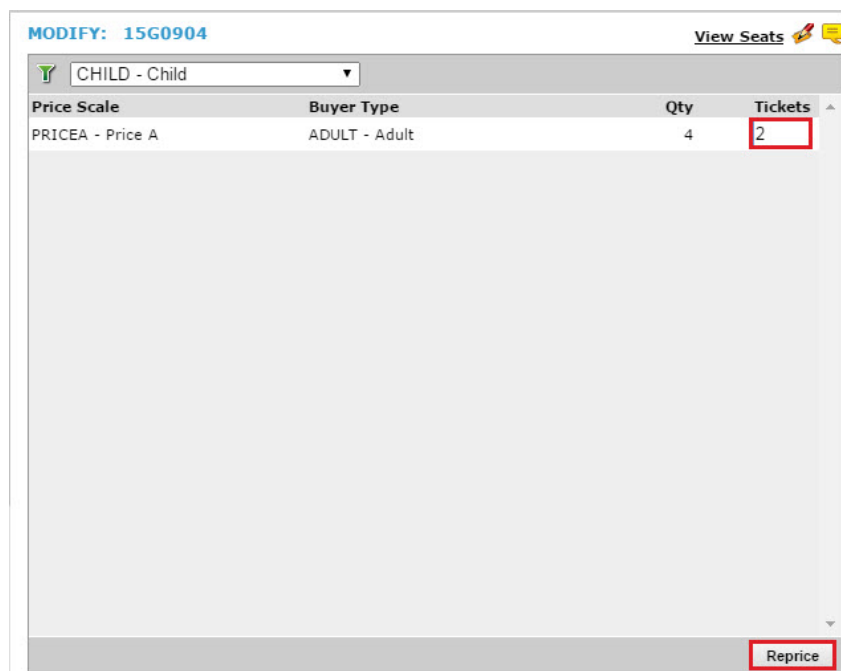 MODIFY: 15G0904 View Seats
CHILD - Child
Price Scale Buyer Type Qty Tickets
PRICEA - Price A ADULT - Adult 4 2
Reprice